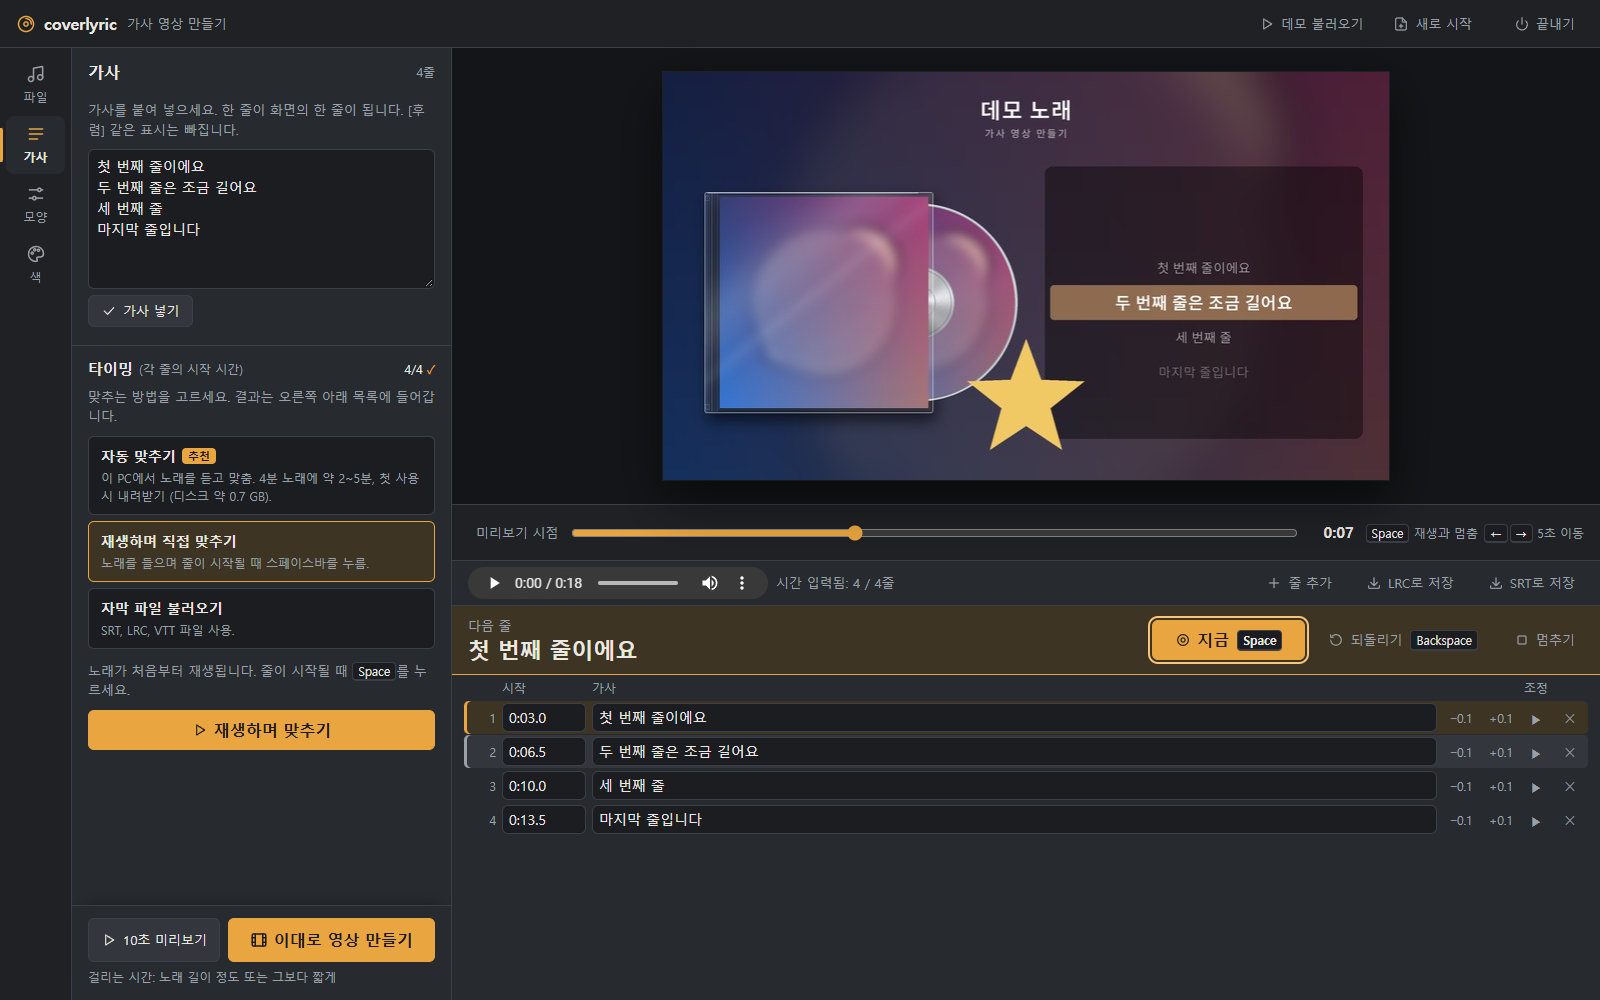 coverlyric 가사 영상 만들기
데모 불러오기
새로 시작
끝내기
파일
가사
모양
색
가사
4줄
가사를 붙여 넣으세요. 한 줄이 화면의 한 줄이 됩니다. [후
렴] 같은 표시는 빠집니다.
첫 번째 줄이에요
두 번째 줄은 조금 길어요
세 번째 줄
마지막 줄입니다
가사 넣기
타이밍 (각 줄의 시작 시간)
4/4 ✓
맞추는 방법을 고르세요. 결과는 오른쪽 아래 목록에 들어갑
니다.
자동 맞추기 추천
이 PC에서 노래를 듣고 맞춤. 4분 노래에 약 2~5분, 첫 사용
시 내려받기 (디스크 약 0.7 GB).
재생하며 직접 맞추기
노래를 들으며 줄이 시작될 때 스페이스바를 누름.
자막 파일 불러오기
SRT, LRC, VTT 파일 사용.
노래가 처음부터 재생됩니다. 줄이 시작될 때 Space 를 누
르세요.
재생하며 맞추기
10초 미리보기
이대로 영상 만들기
걸리는 시간: 노래 길이 정도 또는 그보다 짧게
데모 노래
가사 영상 만들기
첫 번째 줄이에요
두 번째 줄은 조금 길어요
세 번째 줄
마지막 줄입니다
미리보기 시점
0:07
Space 재생과 멈춤 ← → 5초 이동
0:00 / 0:18
시간 입력됨: 4 / 4줄
줄 추가
LRC로 저장
SRT로 저장
다음 줄
첫 번째 줄이에요
지금 Space
되돌리기 Backspace
멈추기
시작 가사 조정
1 0:03.0 첫 번째 줄이에요 −0.1 +0.1 ▶ ×
2 0:06.5 두 번째 줄은 조금 길어요 −0.1 +0.1 ▶ ×
3 0:10.0 세 번째 줄 −0.1 +0.1 ▶ ×
4 0:13.5 마지막 줄입니다 −0.1 +0.1 ▶ ×